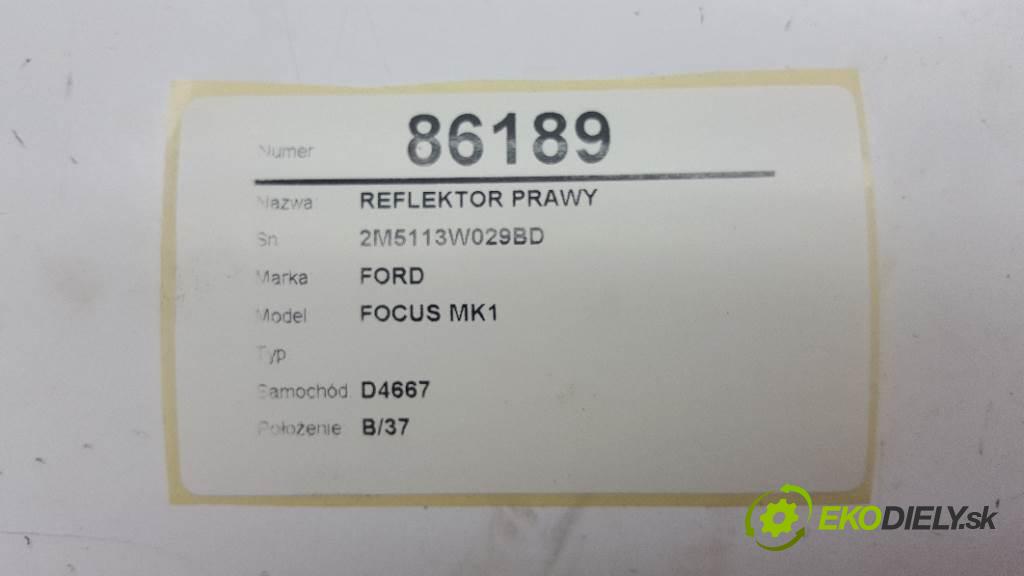 Numer 86189
Nazwa REFLEKTOR PRAWY
Sn 2M5113W029BD
Marka FORD
Model FOCUS MK1
Typ
Samochód D4667
Położenie B/37
EKODIELY.sk